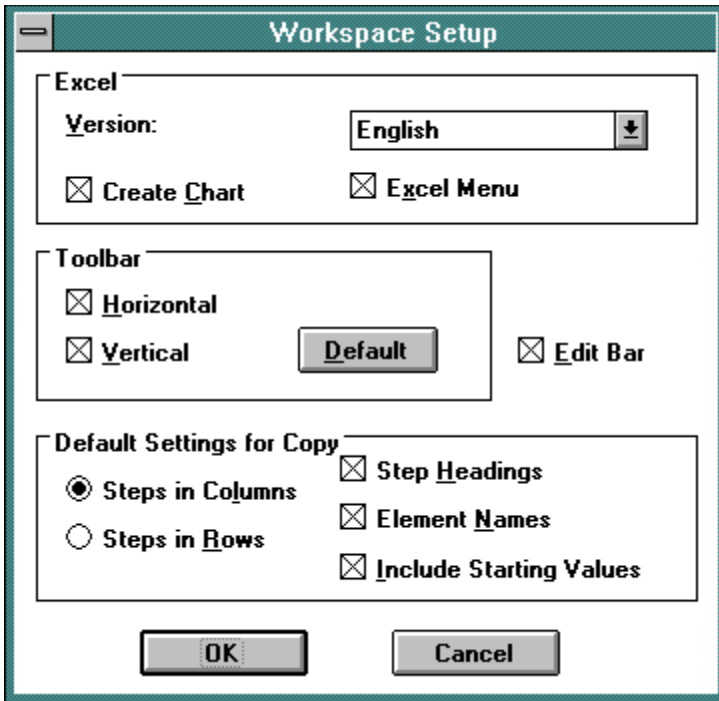 Workspace Setup
Excel
Version:
English
Create Chart
Excel Menu
Toolbar
Horizontal
Vertical
Default
Edit Bar
Default Settings for Copy
Step Headings
Steps in Columns
Element Names
Steps in Rows
Include Starting Values
OK
Cancel